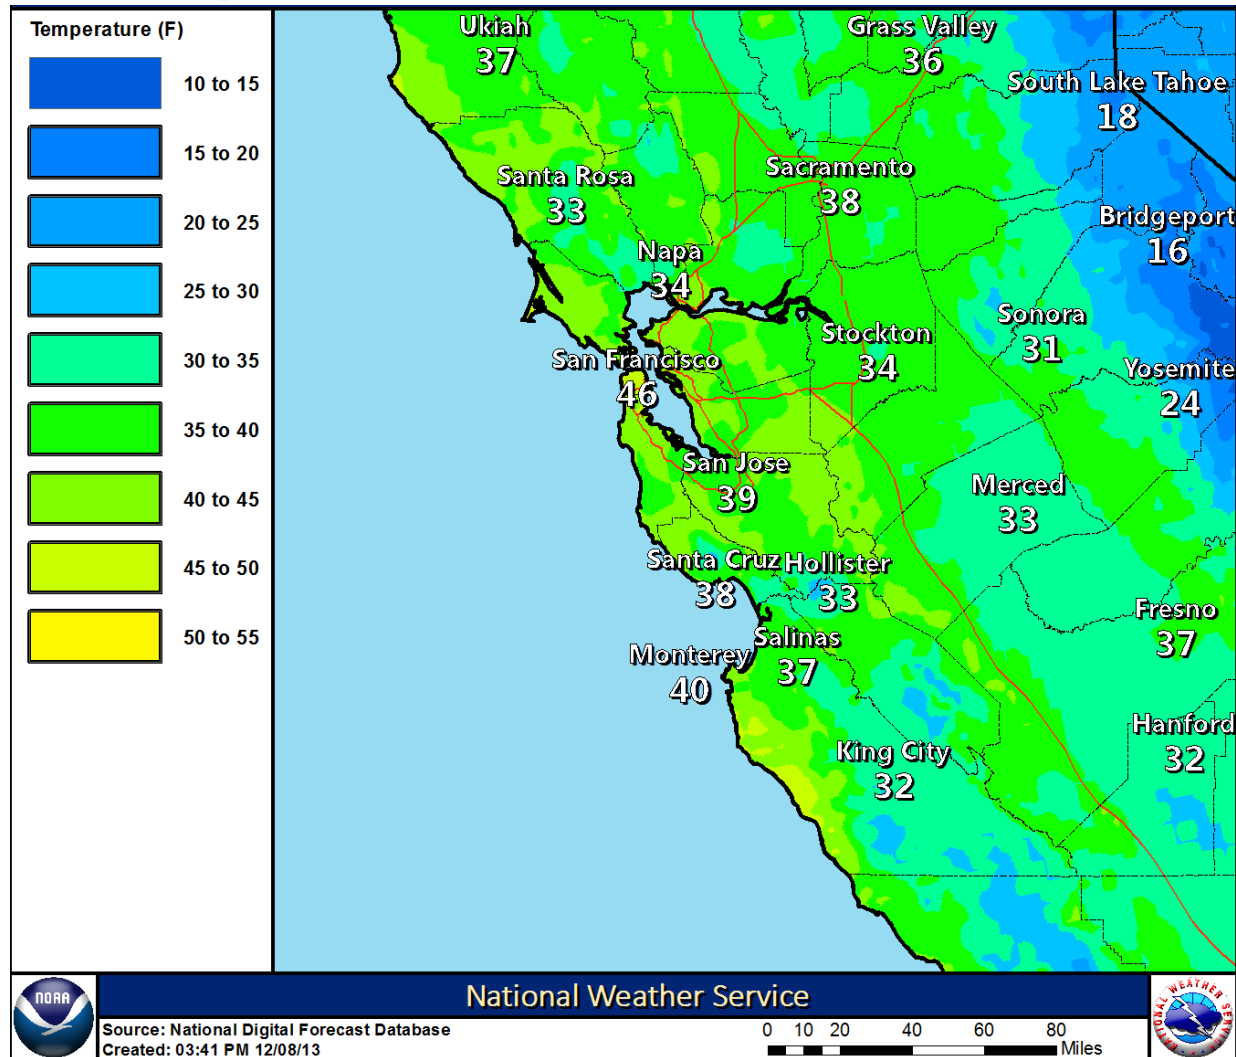 Temperature (F)
10 to 15
15 to 20
20 to 25
25 to 30
30 to 35
35 to 40
40 to 45
45 to 50
50 to 55
Ukiah
37
Grass Valley
36
South Lake Tahoe
18
Santa Rosa
33
Sacramento
38
Bridgeport
16
Napa
34
Sonora
31
Stockton
34
San Francisco
46
Yosemite
24
San Jose
39
Merced
33
Santa Cruz
38
Hollister
33
Fresno
37
Salinas
37
Monterey
40
Hanford
32
King City
32
NOAA
National Weather Service
Source: National Digital Forecast Database
Created: 03:41 PM 12/08/13
0 10 20 40 60 80
Miles
NATIONAL WEATHER SERVICE